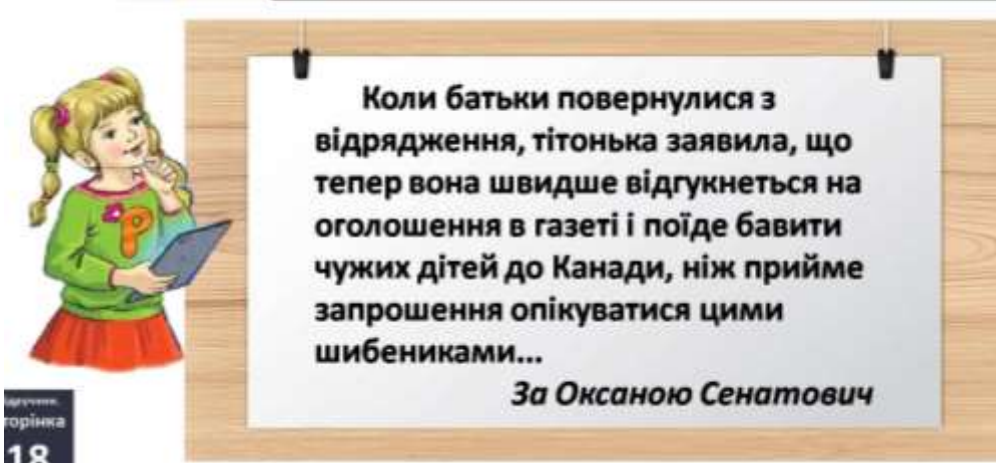 Коли батьки повернулися з
відрядження, тітонька заявила, що
тепер вона швидше відгукнеться на
оголошення в газеті і поїде бавити
чужих дітей до Канади, ніж прийме
запрошення опікуватися цими
шибениками...
За Оксаною Сенатович
Р
18